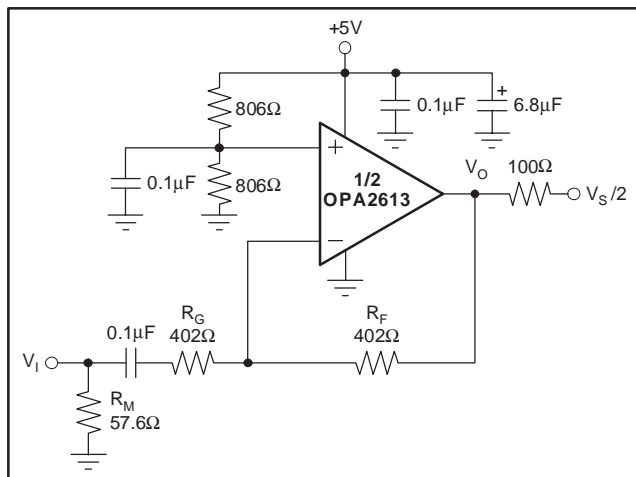 +5V
806Ω
0.1μF
+
6.8μF
+
806Ω
0.1μF
1/2
OPA2613
−
V_O
100Ω
V_S/2
R_G
402Ω
R_F
402Ω
0.1μF
V_I
R_M
57.6Ω